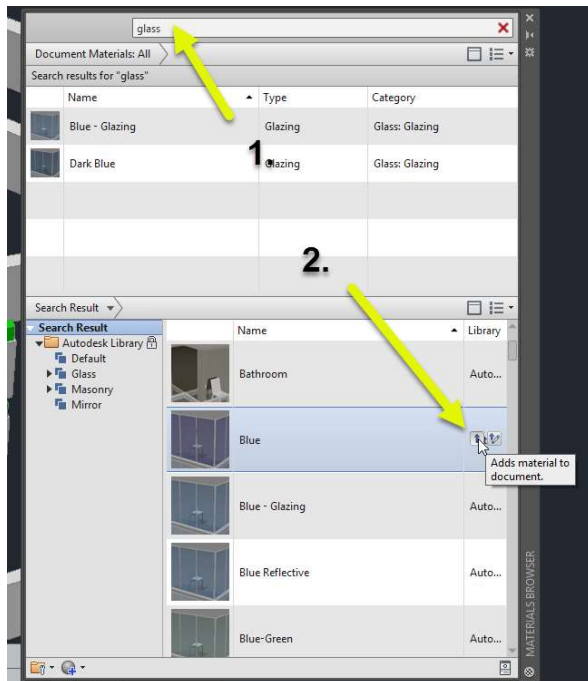 glass
Document Materials: All
Search results for "glass"
Name Type Category
Blue - Glazing Glazing Glass: Glazing
1.
Dark Blue Glazing Glass: Glazing
2.
Search Result
Search Result
Autodesk Library
Default
Glass
Masonry
Mirror
Name Library
Bathroom Auto...
Blue
Adds material to
document.
Blue - Glazing Auto...
Blue Reflective Auto...
Blue-Green Auto...
MATERIALS BROWSER